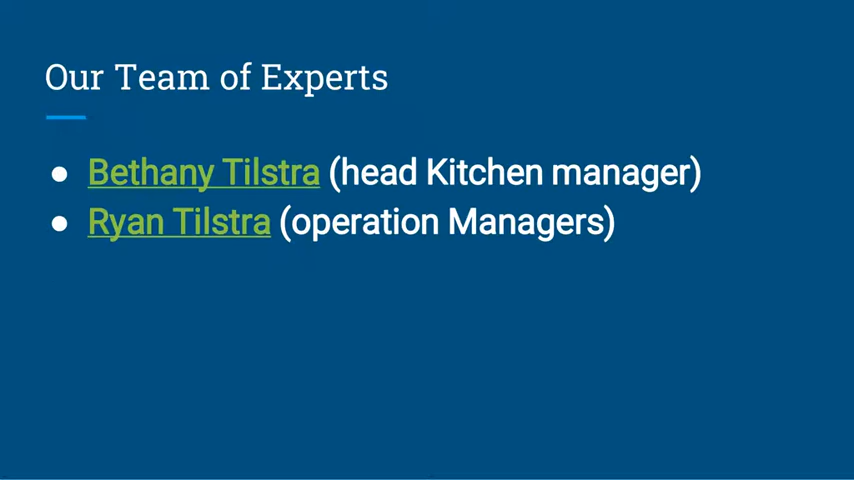 Our Team of Experts
● Bethany Tilstra (head Kitchen manager)
● Ryan Tilstra (operation Managers)